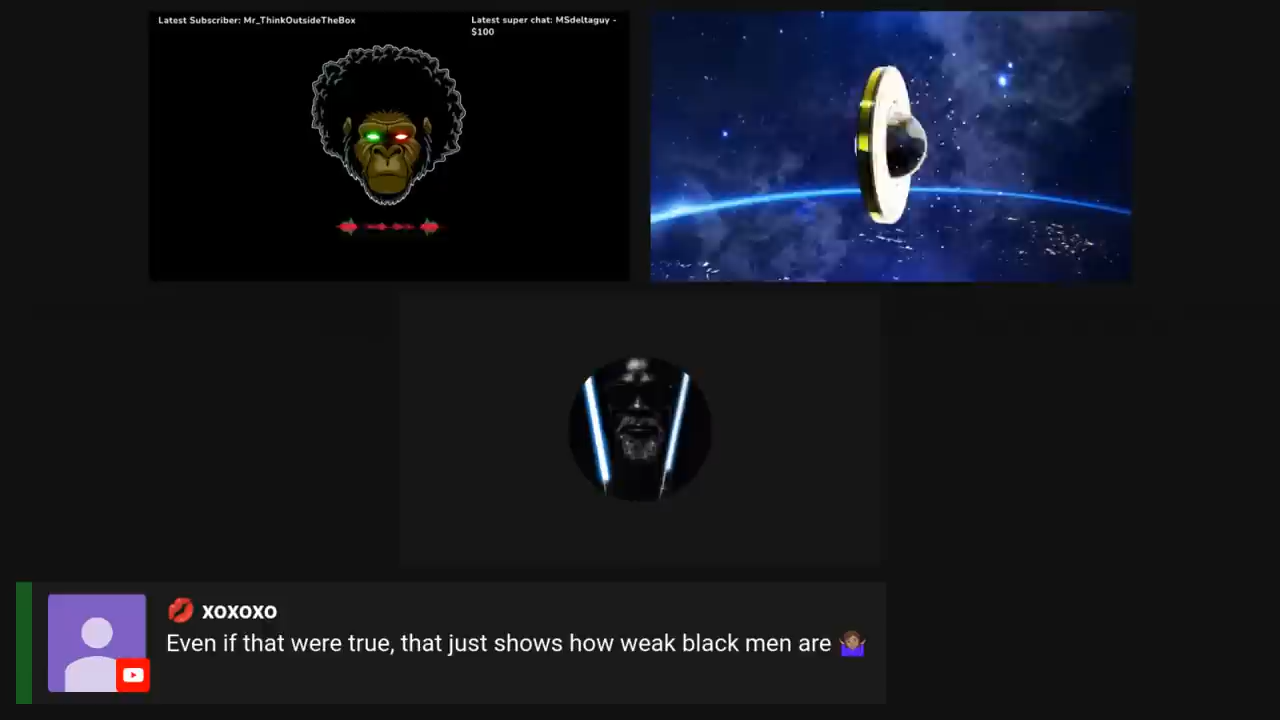 Latest Subscriber: Mr_ThinkOutsideTheBox
Latest super chat: MSdeltaguy -
$100
💋 xoxoxo
Even if that were true, that just shows how weak black men are 🤷🏽‍♀️